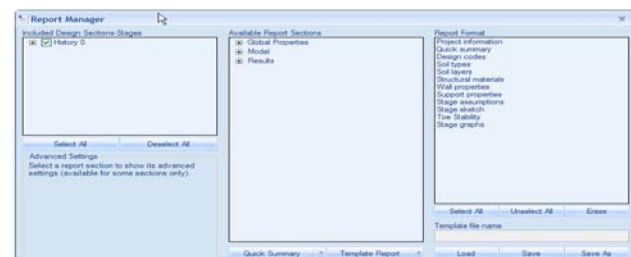 Report Manager
Included Design Sections-Stages
History 0
Select All
Deselect All
Advanced Settings
Select a report section to show its advanced
settings (available for some sections only).
Available Report Sections
Global Properties
Model
Results
Quick Summary
Template Report
Report Format
Project information
Quick summary
Design codes
Soil types
Soil layers
Structural materials
Wall properties
Support properties
Stage assumptions
Stage sketch
Toe Stability
Stage graphs
Select All
Unselect All
Erase
Template file name
Load
Save
Save As